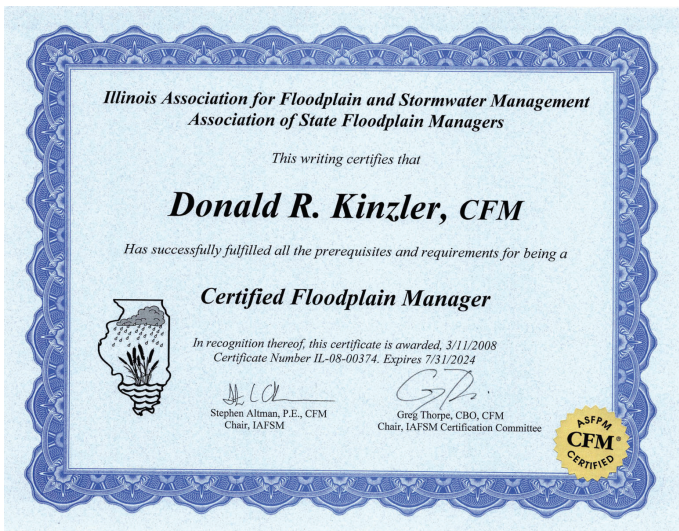 Illinois Association for Floodplain and Stormwater Management
Association of State Floodplain Managers
This writing certifies that
Donald R. Kinzler, CFM
Has successfully fulfilled all the prerequisites and requirements for being a
Certified Floodplain Manager
In recognition thereof, this certificate is awarded, 3/11/2008
Certificate Number IL-08-00374. Expires 7/31/2024
Stephen Altman, P.E., CFM
Chair, IAFSM
Greg Thorpe, CBO, CFM
Chair, IAFSM Certification Committee
ASFPM
CFM®
CERTIFIED